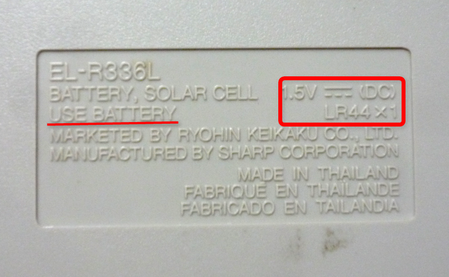 EL-R336L
BATTERY, SOLAR CELL 1.5V ⎓ (DC)
USE BATTERY LR44×1
MARKETED BY RYOHIN KEIKAKU CO., LTD.
MANUFACTURED BY SHARP CORPORATION
MADE IN THAILAND
FABRIQUÉ EN THAÏLANDE
FABRICADO EN TAILANDIA